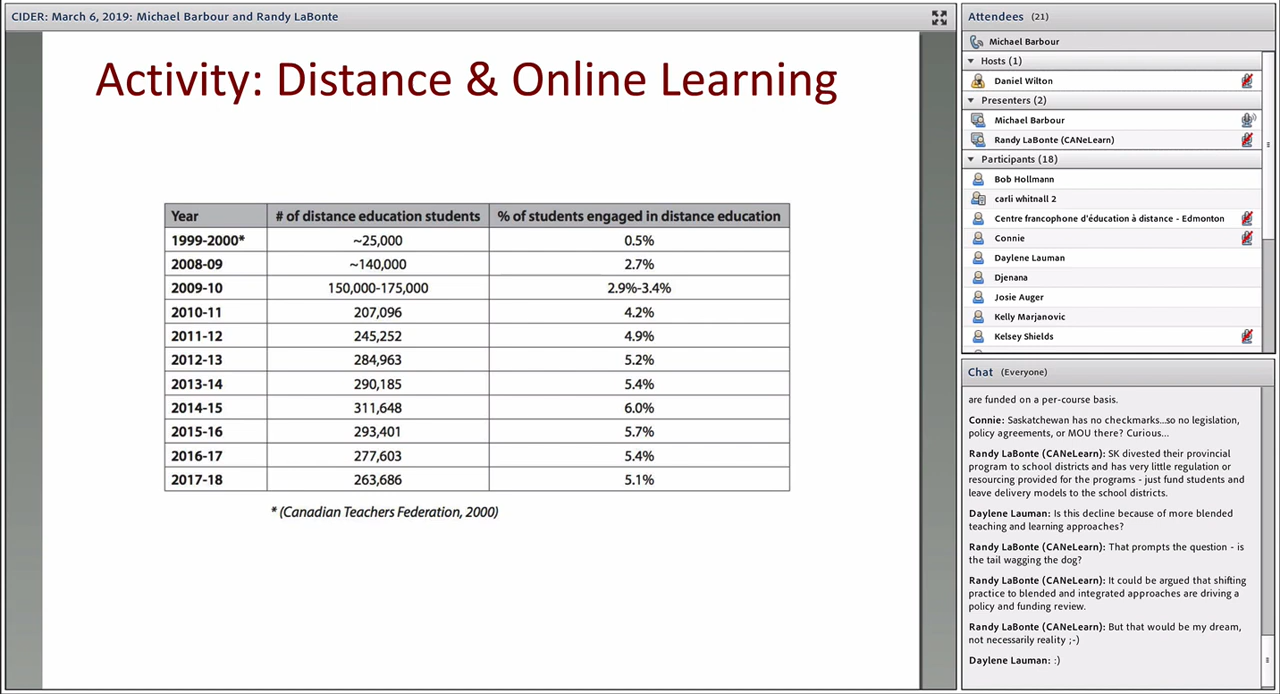 CIDER: March 6, 2019: Michael Barbour and Randy LaBonte
Activity: Distance & Online Learning
Year # of distance education students % of students engaged in distance education
1999-2000* ~25,000 0.5%
2008-09 ~140,000 2.7%
2009-10 150,000-175,000 2.9%-3.4%
2010-11 207,096 4.2%
2011-12 245,252 4.9%
2012-13 284,963 5.2%
2013-14 290,185 5.4%
2014-15 311,648 6.0%
2015-16 293,401 5.7%
2016-17 277,603 5.4%
2017-18 263,686 5.1%
* (Canadian Teachers Federation, 2000)
Attendees (21)
Michael Barbour
Hosts (1)
Daniel Wilton
Presenters (2)
Michael Barbour
Randy LaBonte (CANeLearn)
Participants (18)
Bob Hollmann
carli whitnall 2
Centre francophone d'éducation à distance - Edmonton
Connie
Daylene Lauman
Djenana
Josie Auger
Kelly Marjanovic
Kelsey Shields
Chat (Everyone)
are funded on a per-course basis.
Connie: Saskatchewan has no checkmarks...so no legislation,
policy agreements, or MOU there? Curious...
Randy LaBonte (CANeLearn): SK divested their provincial
program to school districts and has very little regulation or
resourcing provided for the programs - just fund students and
leave delivery models to the school districts.
Daylene Lauman: Is this decline because of more blended
teaching and learning approaches?
Randy LaBonte (CANeLearn): That prompts the question - is
the tail wagging the dog?
Randy LaBonte (CANeLearn): It could be argued that shifting
practice to blended and integrated approaches are driving a
policy and funding review.
Randy LaBonte (CANeLearn): But that would be my dream,
not necessarily reality ;-)
Daylene Lauman: :)